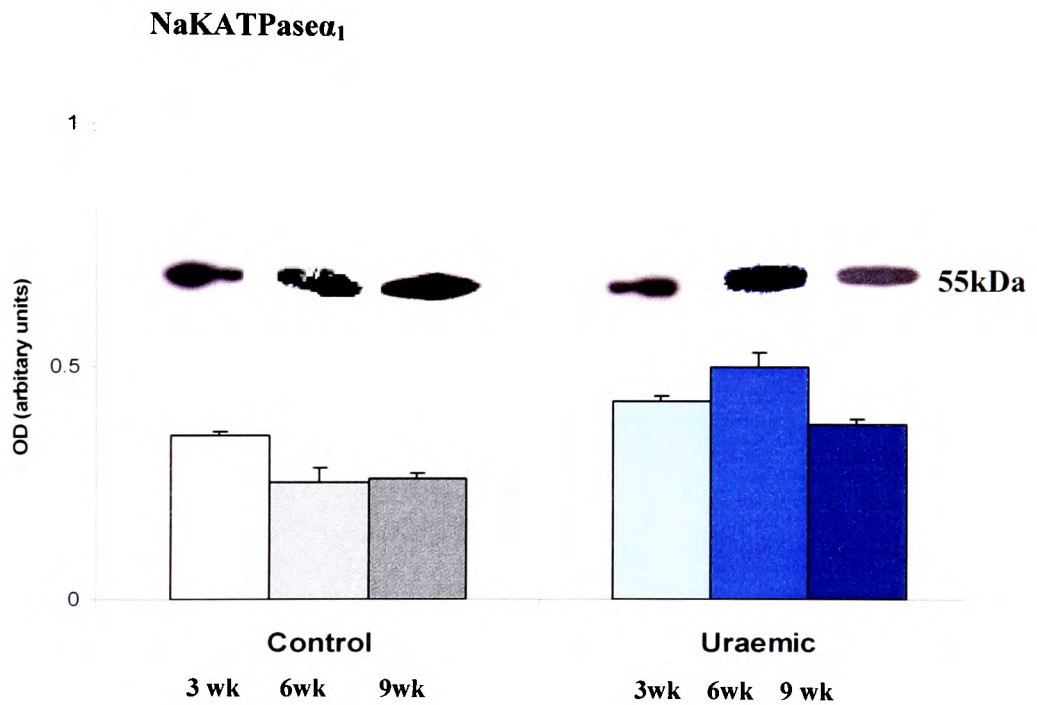 NaKATPaseα₁
1
OD (arbitary units)
55kDa
0.5
0
Control Uraemic
3 wk 6wk 9wk 3wk 6wk 9 wk